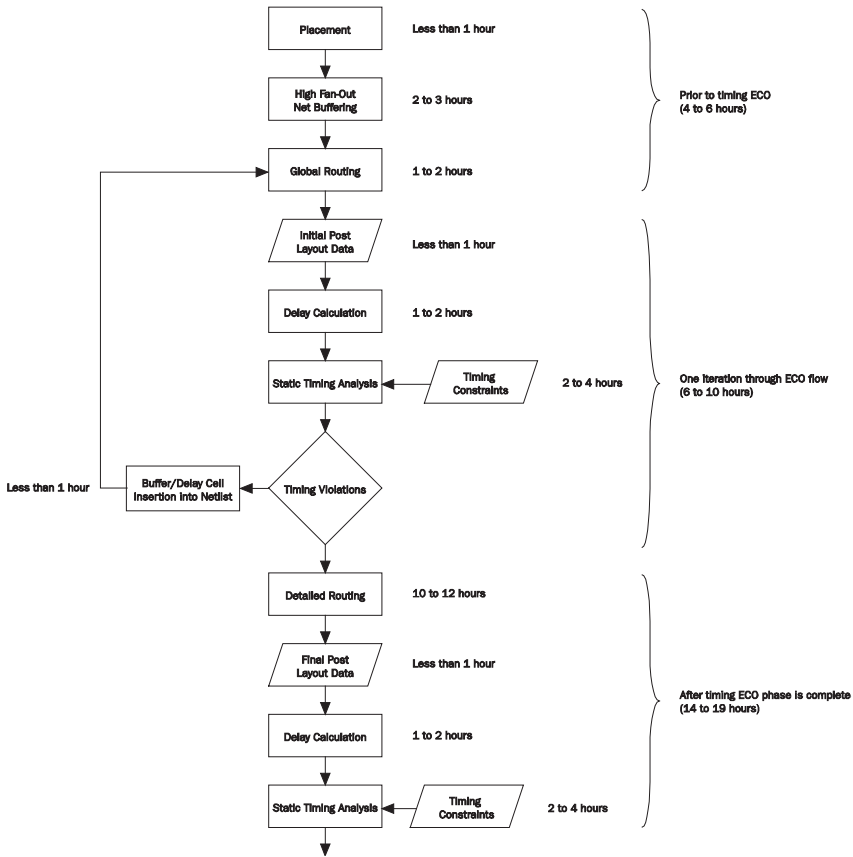 Placement
Less than 1 hour
High Fan-Out
Net Buffering
2 to 3 hours
Prior to timing ECO
(4 to 6 hours)
Global Routing
1 to 2 hours
Initial Post
Layout Data
Less than 1 hour
Delay Calculation
1 to 2 hours
Static Timing Analysis
Timing
Constraints
2 to 4 hours
One iteration through ECO flow
(6 to 10 hours)
Less than 1 hour
Buffer/Delay Cell
Insertion into Netlist
Timing Violations
Detailed Routing
10 to 12 hours
Final Post
Layout Data
Less than 1 hour
After timing ECO phase is complete
(14 to 19 hours)
Delay Calculation
1 to 2 hours
Static Timing Analysis
Timing
Constraints
2 to 4 hours